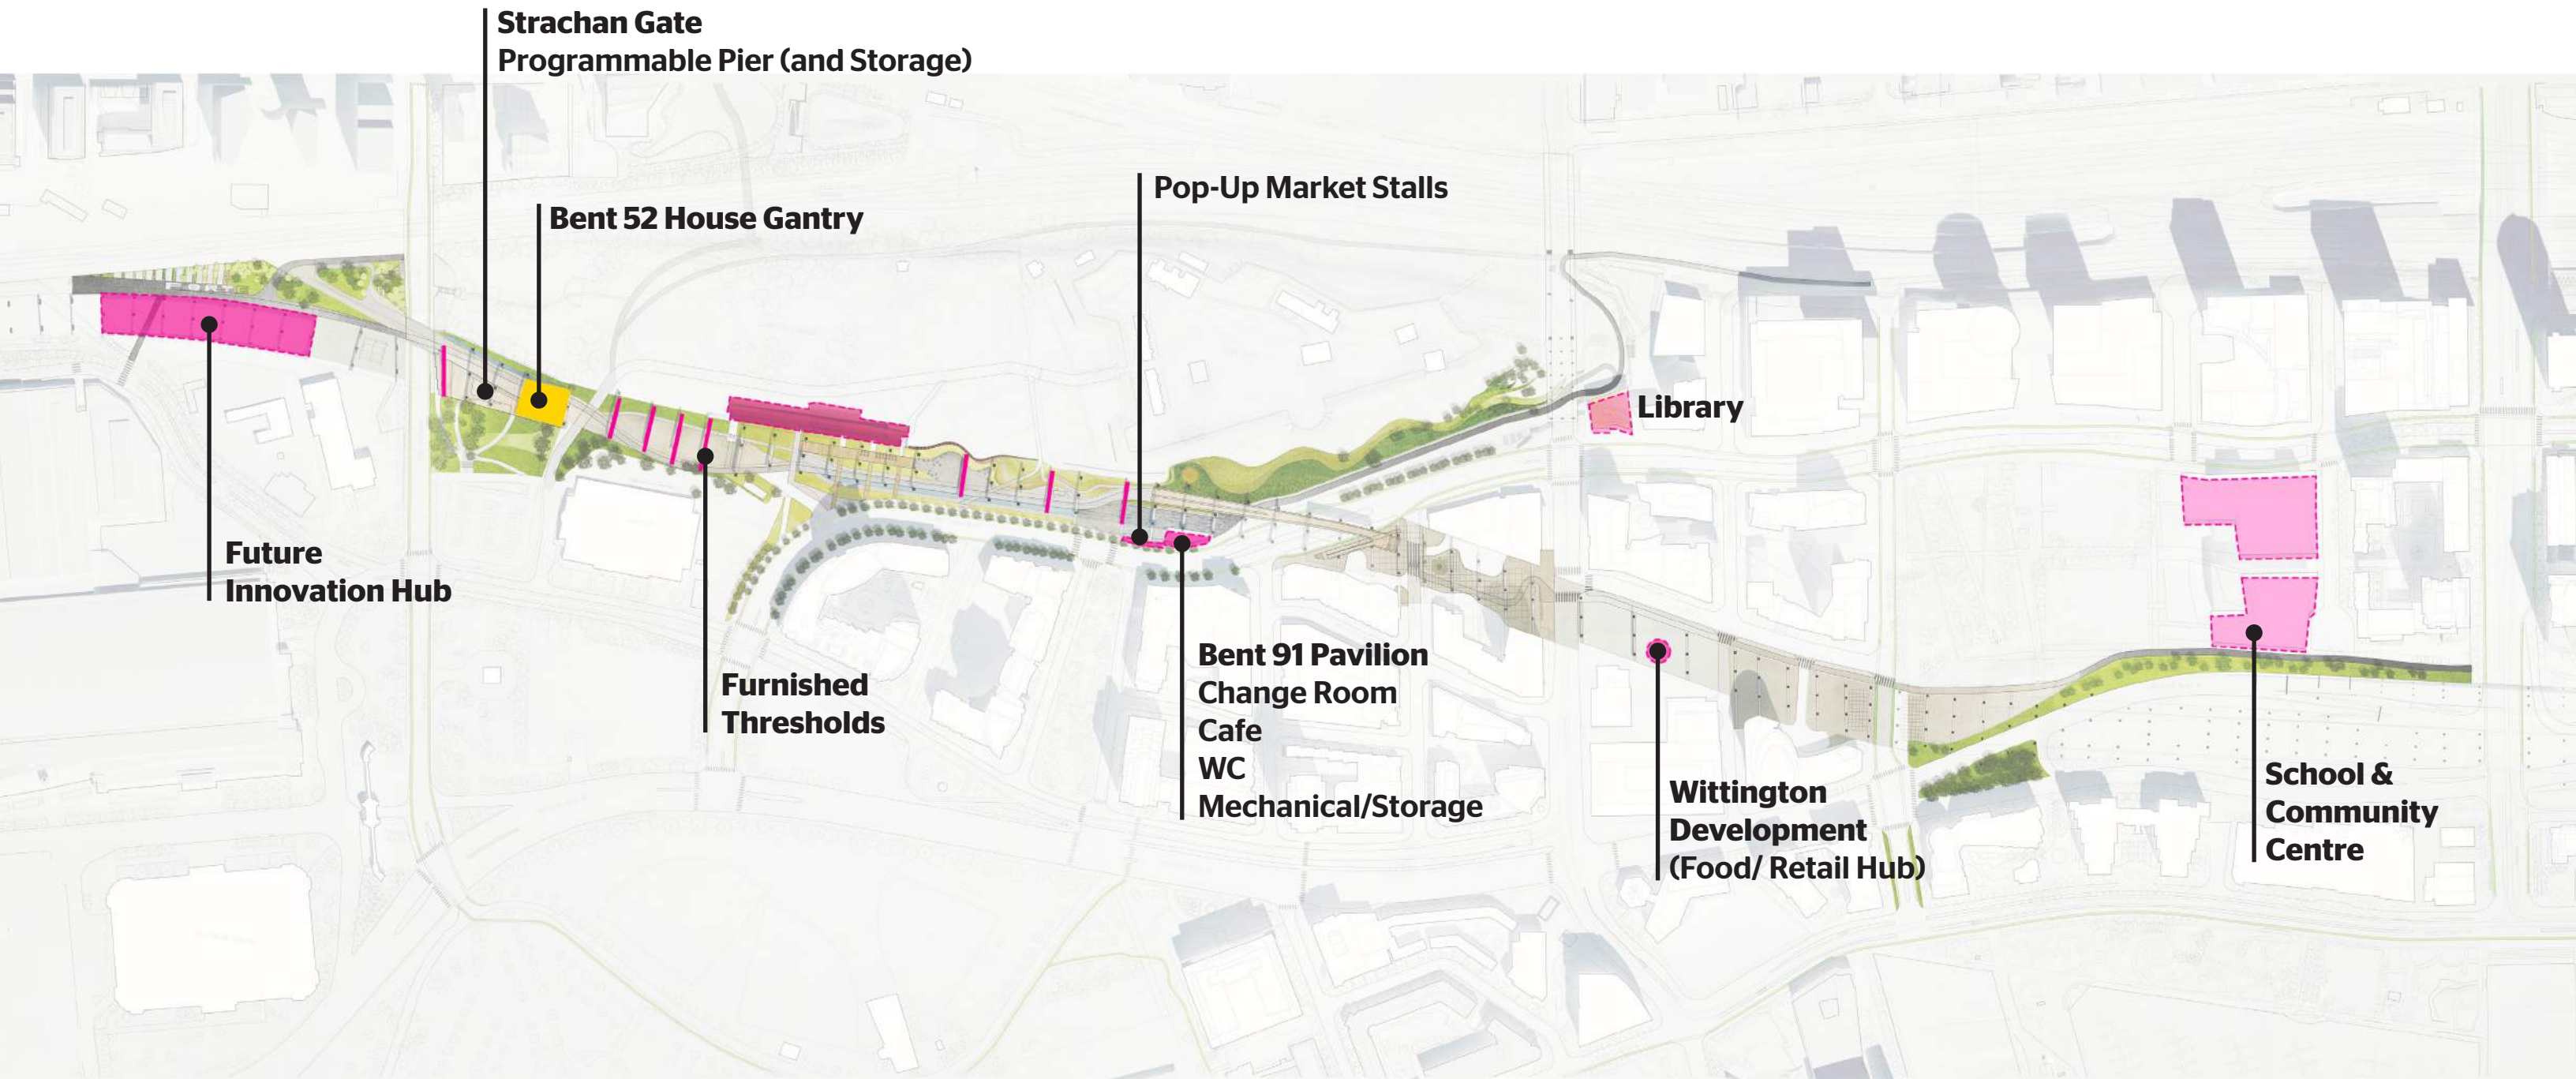 Strachan Gate
Programmable Pier (and Storage)
Bent 52 House Gantry
Pop-Up Market Stalls
Library
Future
Innovation Hub
Furnished
Thresholds
Bent 91 Pavilion
Change Room
Cafe
WC
Mechanical/Storage
Wittington
Development
(Food/ Retail Hub)
School &
Community
Centre